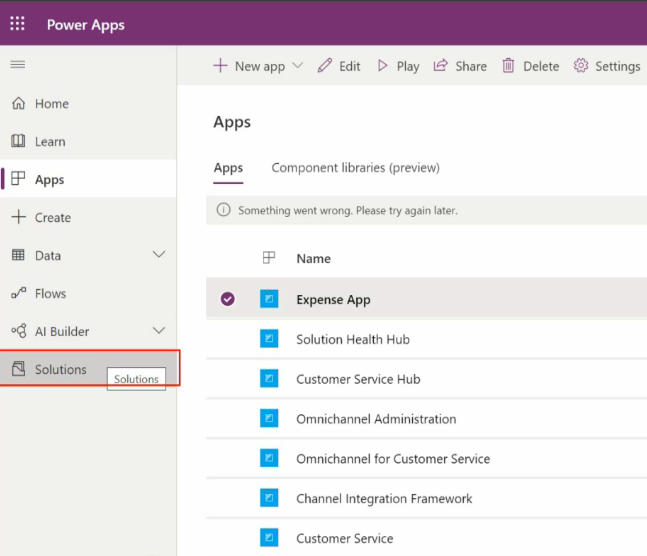 Power Apps
New app Edit Play Share Delete Settings
Home
Learn
Apps
Create
Data
Flows
AI Builder
Solutions
Solutions
Apps
Apps Component libraries (preview)
Something went wrong. Please try again later.
Name
Expense App
Solution Health Hub
Customer Service Hub
Omnichannel Administration
Omnichannel for Customer Service
Channel Integration Framework
Customer Service